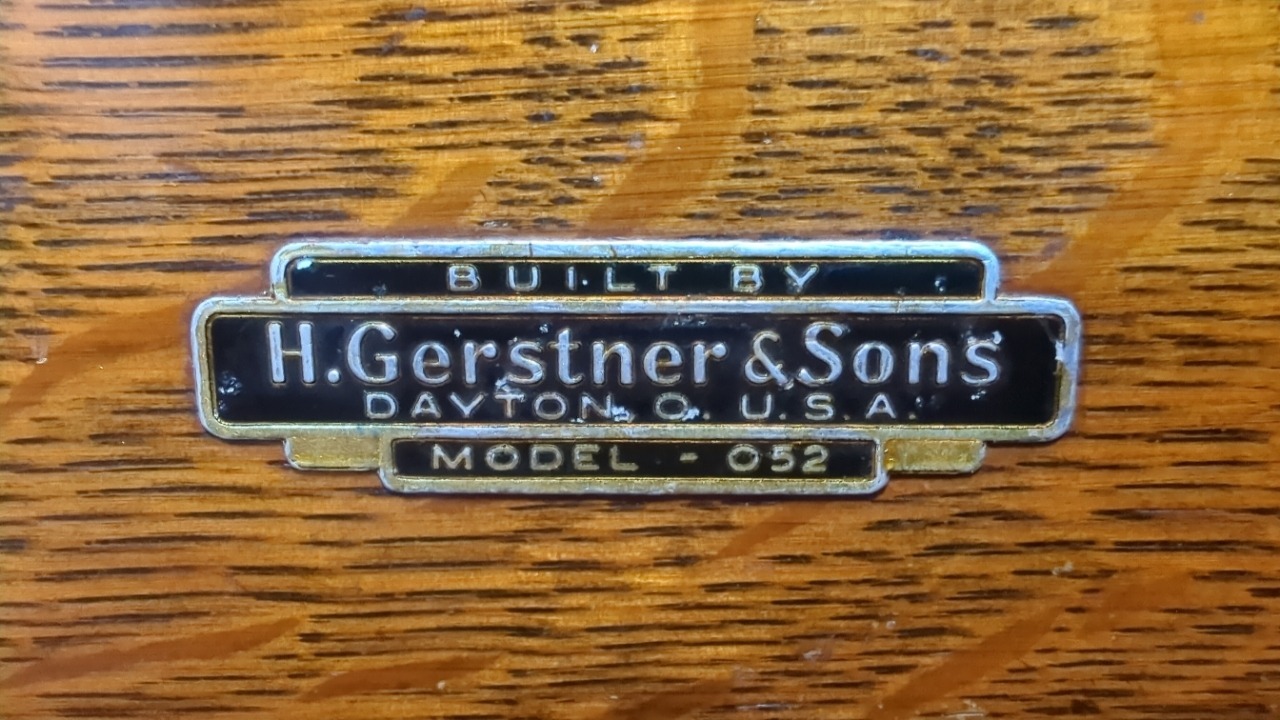 BUILT BY
H.Gerstner & Sons
DAYTON, O. U.S.A.
MODEL - 052